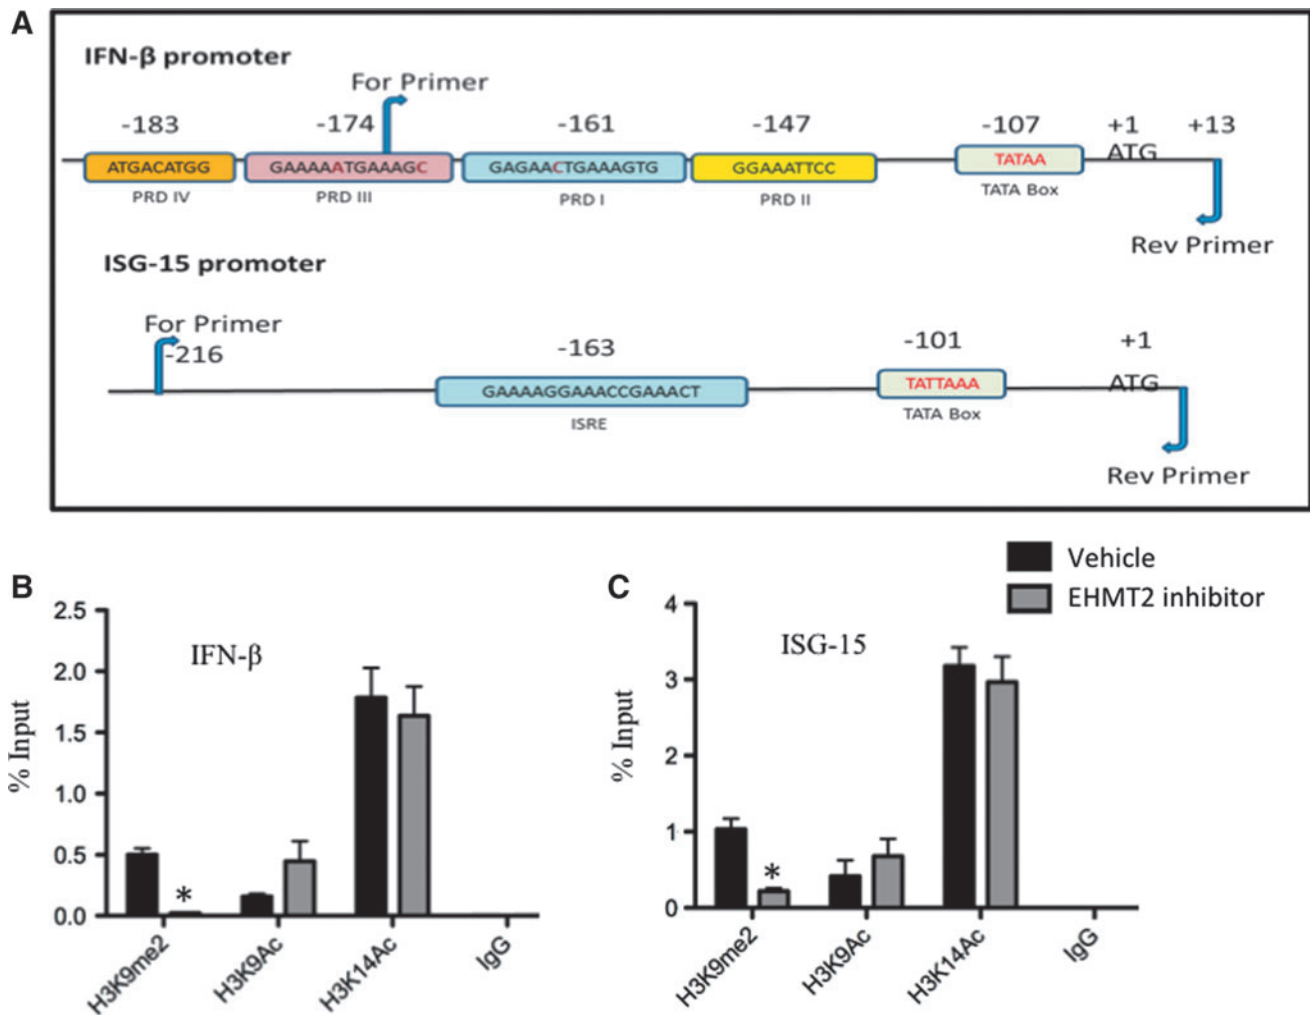 A
IFN-β promoter
For Primer
-183 -174 -161 -147 -107 +1 +13
ATG
ATGACATGG GAAAAATGAAAGC GAGAACTGAAAGTG GGAAATTCC TATAA
PRD IV PRD III PRD I PRD II TATA Box
Rev Primer
ISG-15 promoter
For Primer
-216 -163 -101 +1
GAAAAGGAAACCGAAACT TATTAAA ATG
ISRE TATA Box
Rev Primer
Vehicle
EHMT2 inhibitor
B
IFN-β
% Input
2.5
2.0
1.5
1.0
0.5
0.0
*
H3K9me2 H3K9Ac H3K14Ac IgG
C
ISG-15
% Input
4
3
2
1
0
*
H3K9me2 H3K9Ac H3K14Ac IgG